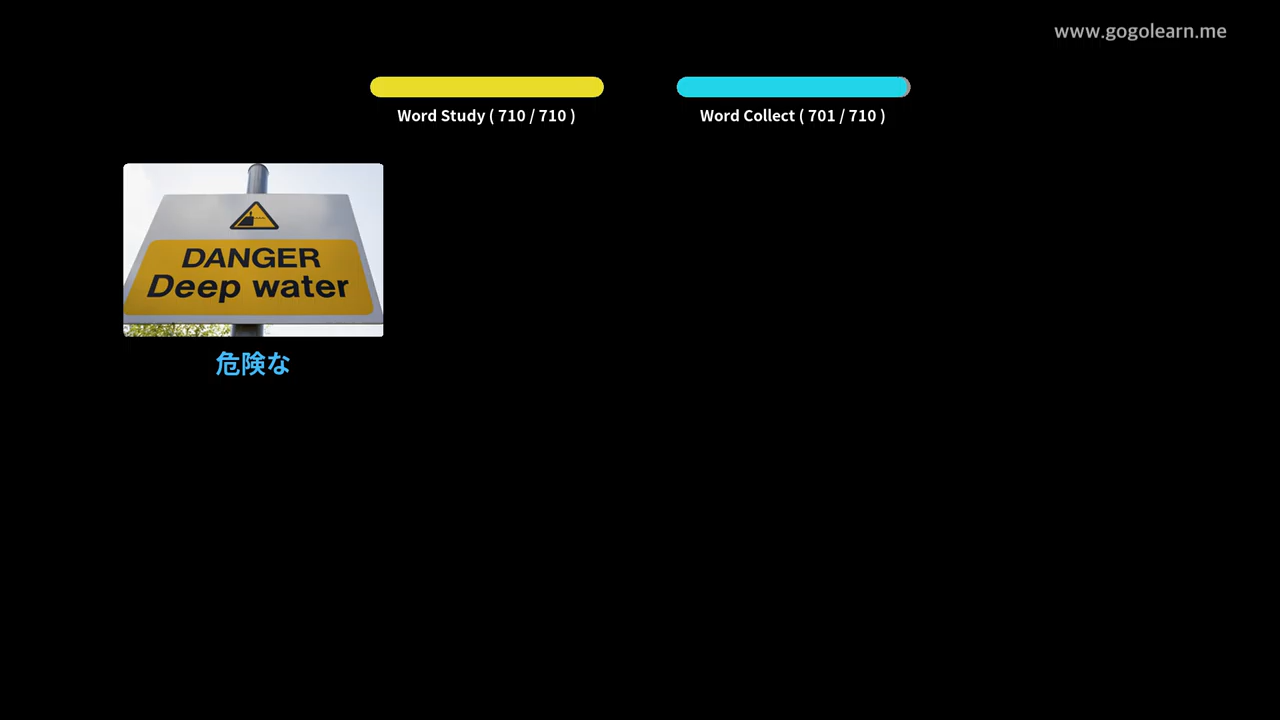 www.gogolearn.me
Word Study ( 710 / 710 )
Word Collect ( 701 / 710 )
DANGER
Deep water
危険な